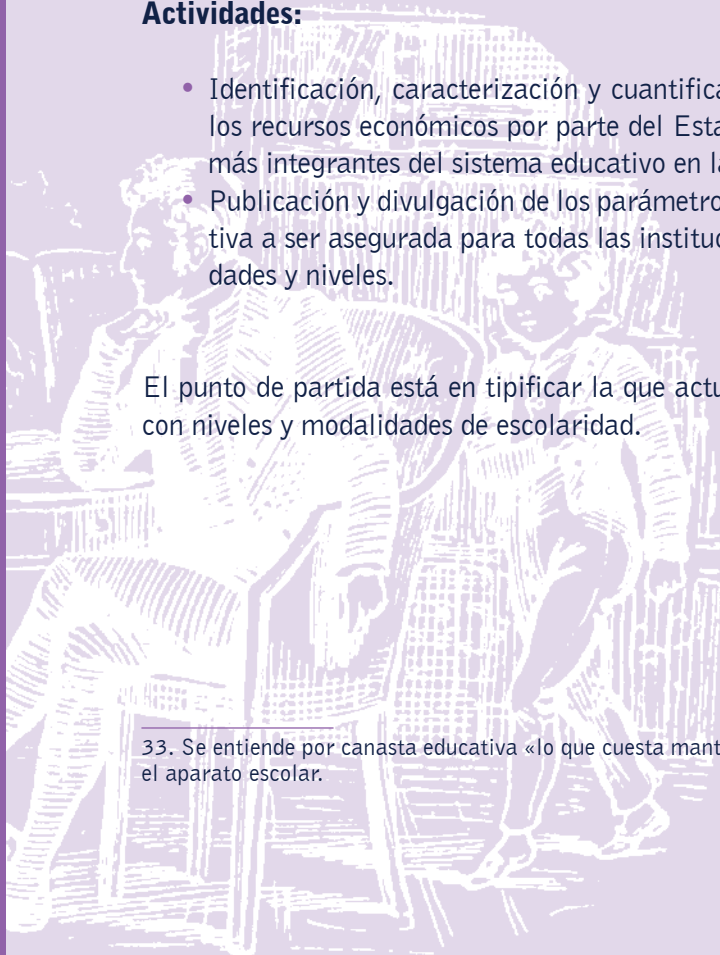 Actividades:
• Identificación, caracterización y cuantifica
los recursos económicos por parte del Esta
más integrantes del sistema educativo en la
• Publicación y divulgación de los parámetro
tiva a ser asegurada para todas las instituc
dades y niveles.
El punto de partida está en tipificar la que actu
con niveles y modalidades de escolaridad.
33. Se entiende por canasta educativa «lo que cuesta mant
el aparato escolar.